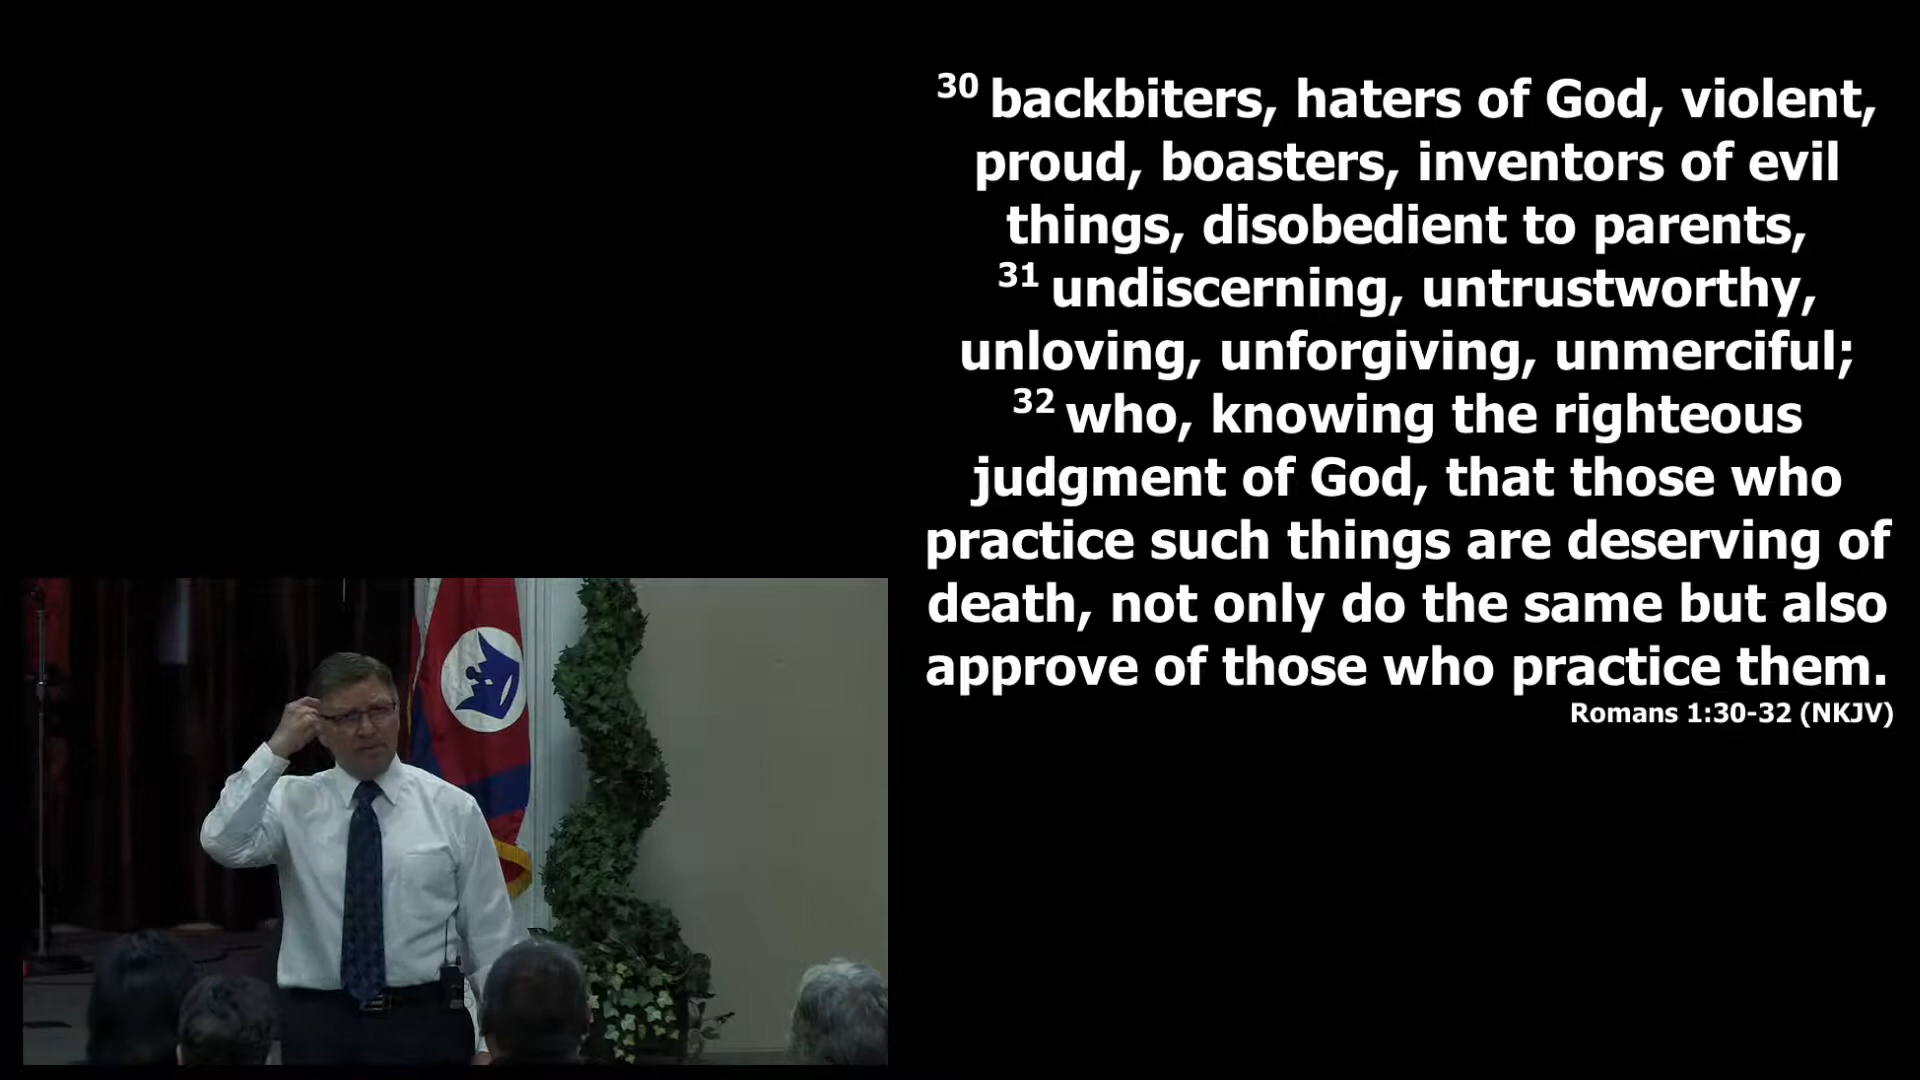 30 backbiters, haters of God, violent,
proud, boasters, inventors of evil
things, disobedient to parents,
31 undiscerning, untrustworthy,
unloving, unforgiving, unmerciful;
32 who, knowing the righteous
judgment of God, that those who
practice such things are deserving of
death, not only do the same but also
approve of those who practice them.
Romans 1:30-32 (NKJV)